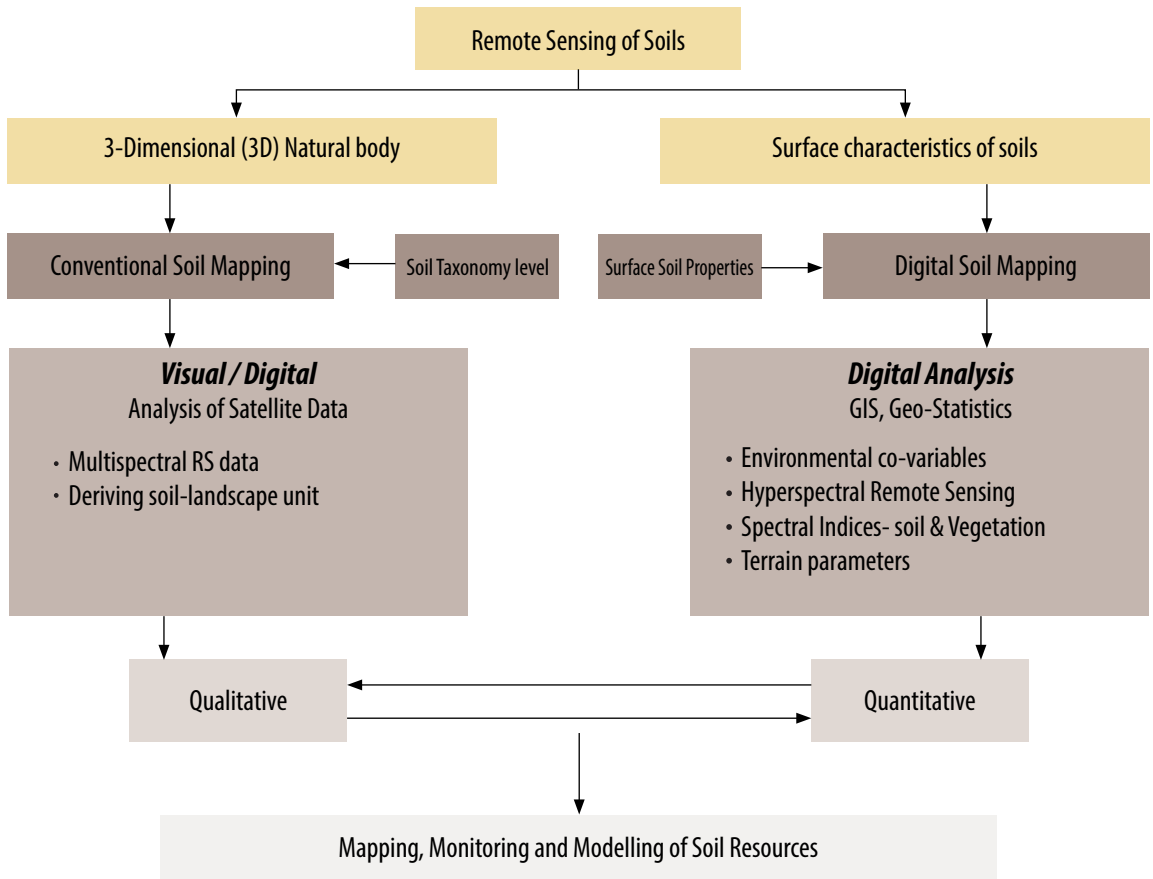 Remote Sensing of Soils
3-Dimensional (3D) Natural body
Surface characteristics of soils
Conventional Soil Mapping
Soil Taxonomy level
Surface Soil Properties
Digital Soil Mapping
Visual / Digital
Analysis of Satellite Data
• Multispectral RS data
• Deriving soil-landscape unit
Digital Analysis
GIS, Geo-Statistics
• Environmental co-variables
• Hyperspectral Remote Sensing
• Spectral Indices- soil & Vegetation
• Terrain parameters
Qualitative
Quantitative
Mapping, Monitoring and Modelling of Soil Resources